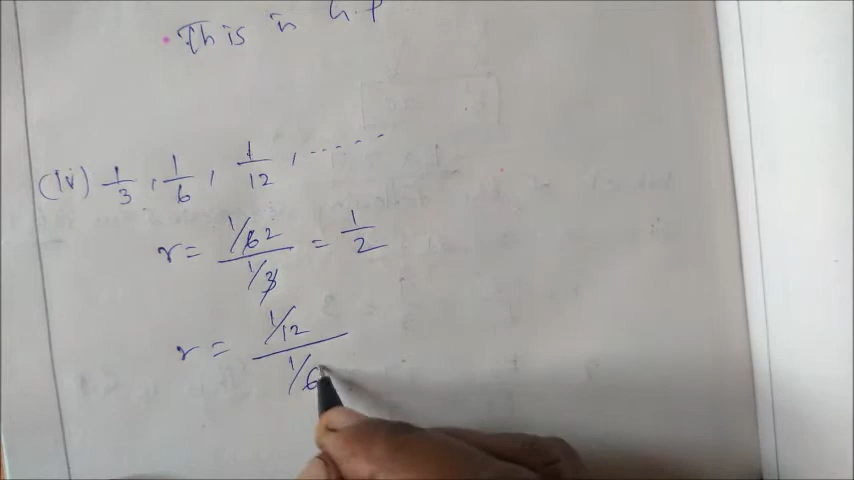 This is G.P
(iv) 1/3, 1/6, 1/12, ......
r = 1/6 2 / 1/3 = 1/2
r = 1/12 / 1/6